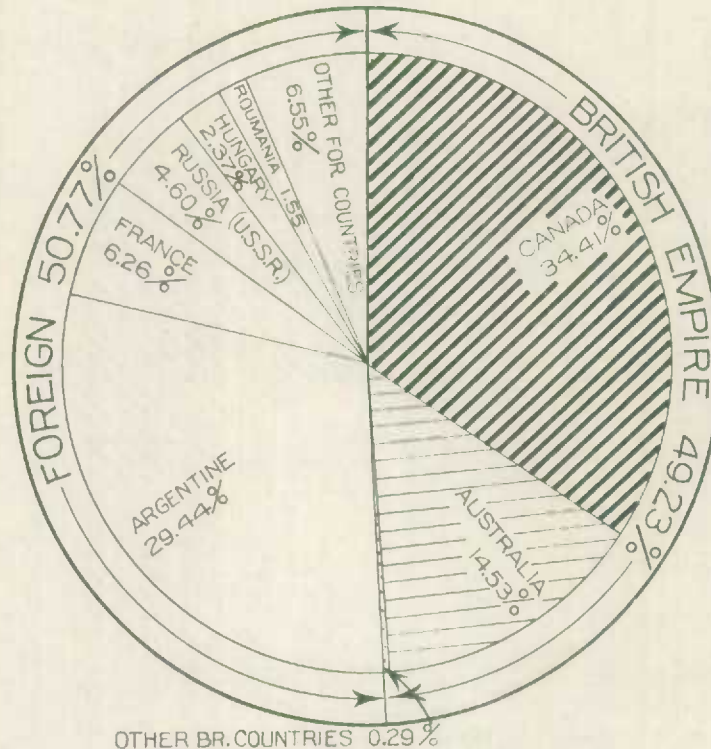 BRITISH EMPIRE 49.23%
CANADA
34.41%
AUSTRALIA
14.53%
OTHER BR. COUNTRIES 0.29%
FOREIGN 50.77%
ARGENTINE
29.44%
FRANCE
6.26%
RUSSIA (U.S.S.R.)
4.60%
HUNGARY
2.37%
ROUMANIA 1.55
OTHER FOR COUNTRIES
6.55%